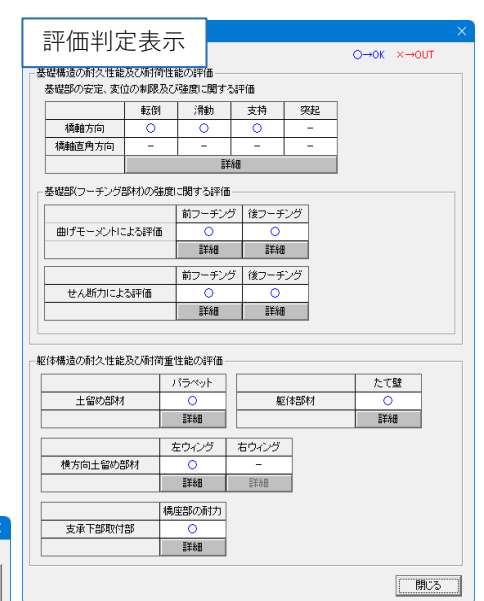 評価判定表示
○→OK ×→OUT
基礎構造の耐久性能及び耐荷性能の評価
基礎部の安定、変位の制限及び強度に関する評価
転倒 滑動 支持 突起
橋軸方向 ○ ○ ○ −
橋軸直角方向 − − − −
詳細
基礎部(フーチング部材)の強度に関する評価
前フーチング 後フーチング
曲げモーメントによる評価 ○ ○
詳細 詳細
前フーチング 後フーチング
せん断力による評価 ○ ○
詳細 詳細
躯体構造の耐久性能及び耐荷重性能の評価
パラペット たて壁
土留め部材 ○ 躯体部材 ○
詳細 詳細
左ウィング 右ウィング
横方向土留め部材 ○ −
詳細 詳細
橋座部の耐力
支承下部取付部 ○
詳細
閉じる